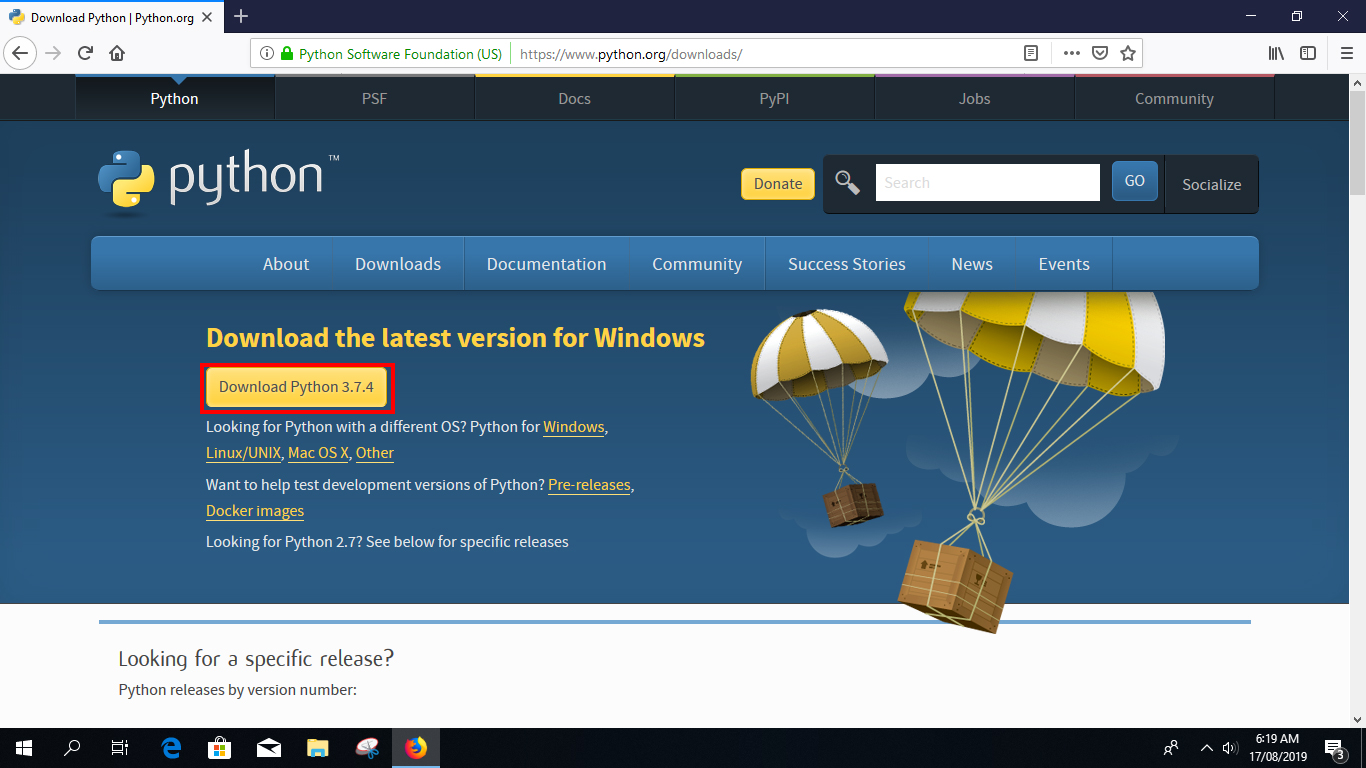 Download Python | Python.org
Python Software Foundation (US)
https://www.python.org/downloads/
Python
PSF
Docs
PyPI
Jobs
Community
python™
Donate
Search
GO
Socialize
About
Downloads
Documentation
Community
Success Stories
News
Events
Download the latest version for Windows
Download Python 3.7.4
Looking for Python with a different OS? Python for Windows,
Linux/UNIX, Mac OS X, Other
Want to help test development versions of Python? Pre-releases,
Docker images
Looking for Python 2.7? See below for specific releases
Looking for a specific release?
Python releases by version number:
6:19 AM
17/08/2019
3